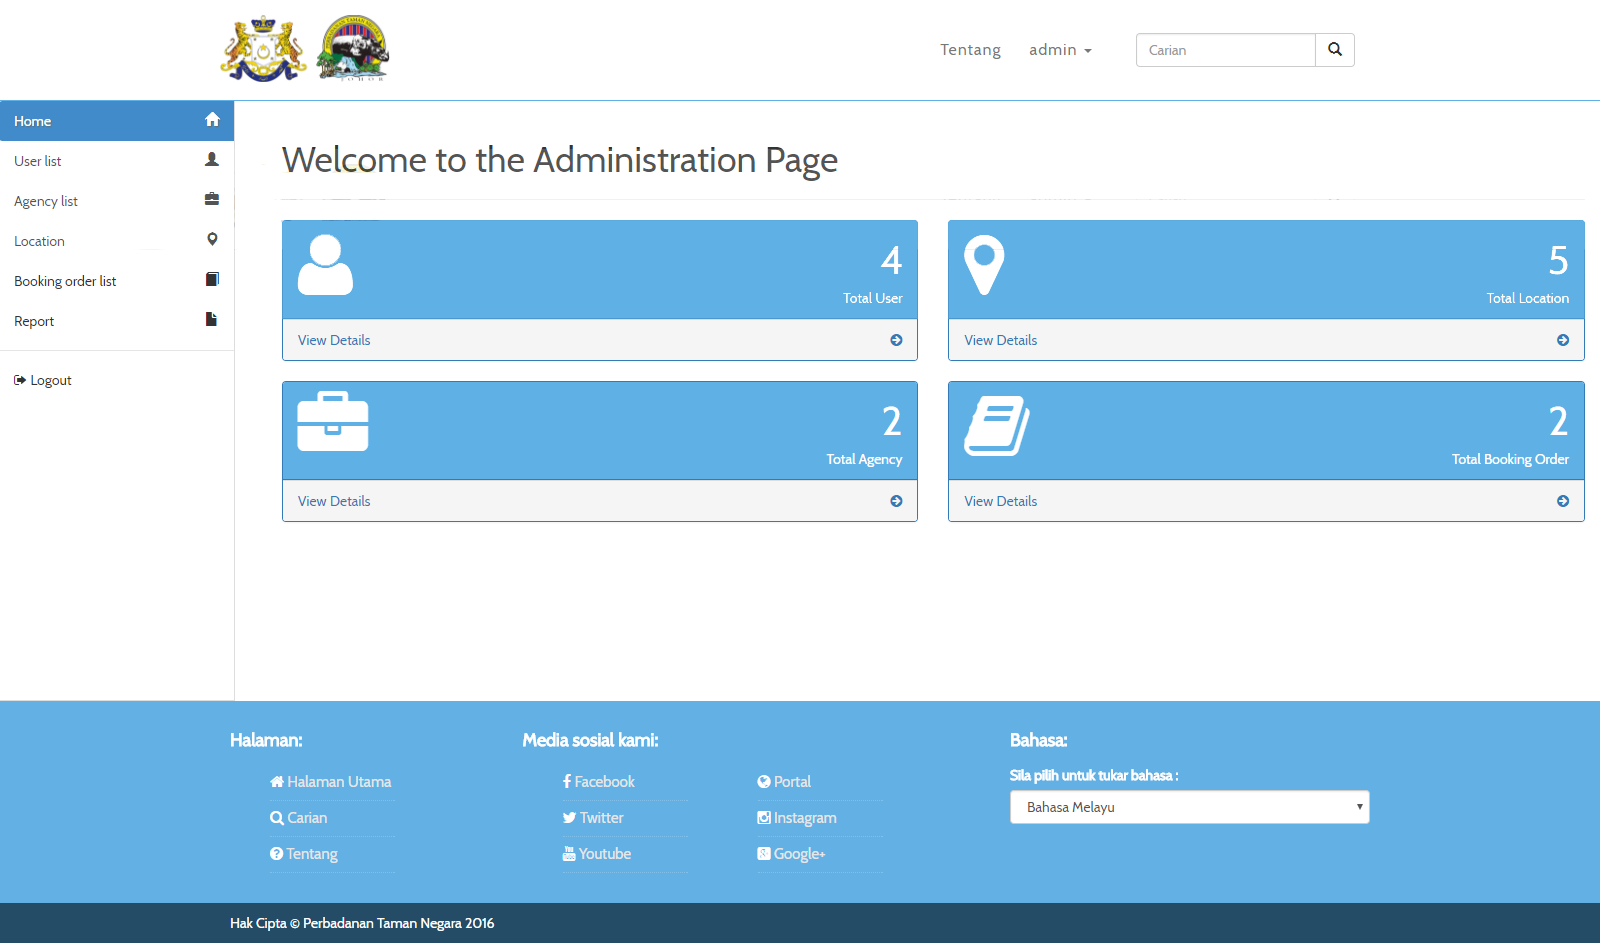 Tentang
admin
Carian
Home
User list
Agency list
Location
Booking order list
Report
Logout
Welcome to the Administration Page
4
Total User
View Details
5
Total Location
View Details
2
Total Agency
View Details
2
Total Booking Order
View Details
Halaman:
Halaman Utama
Carian
Tentang
Media sosial kami:
Facebook
Twitter
Youtube
Portal
Instagram
Google+
Bahasa:
Sila pilih untuk tukar bahasa :
Bahasa Melayu
Hak Cipta © Perbadanan Taman Negara 2016